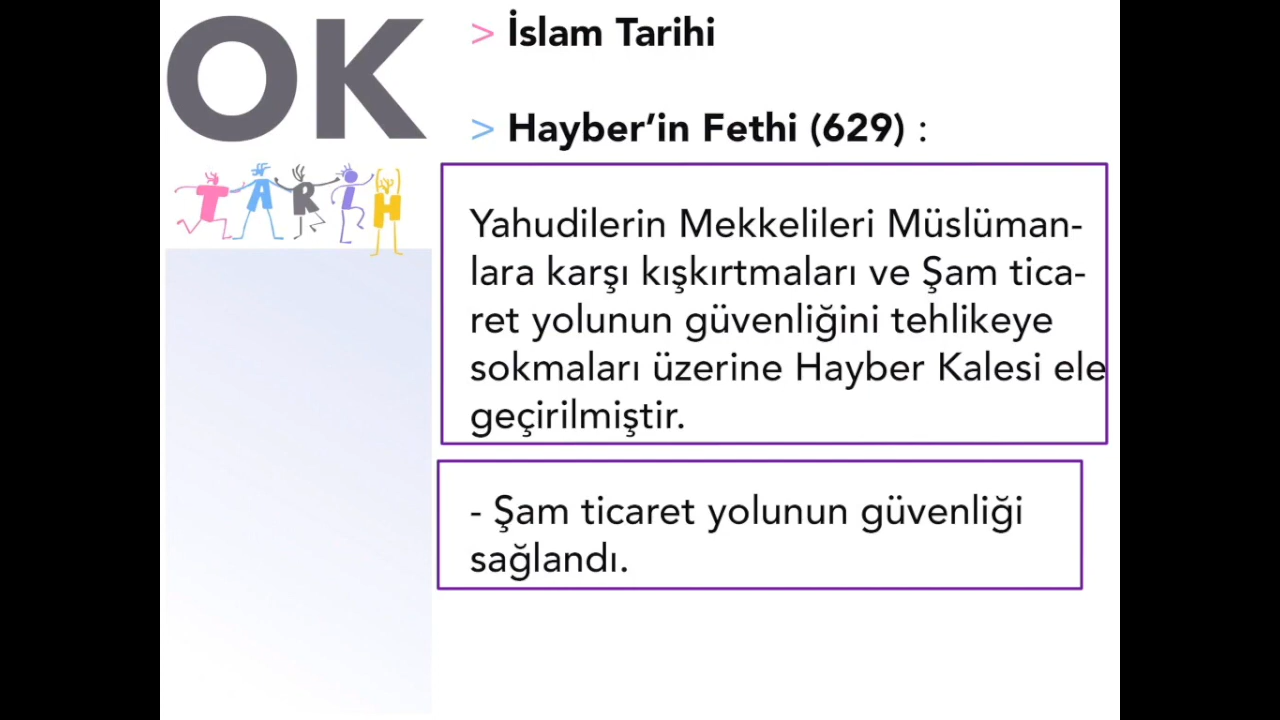 OK
TARİH
> İslam Tarihi
> Hayber’in Fethi (629) :
Yahudilerin Mekkelileri Müslüman-
lara karşı kışkırtmaları ve Şam tica-
ret yolunun güvenliğini tehlikeye
sokmaları üzerine Hayber Kalesi ele
geçirilmiştir.
- Şam ticaret yolunun güvenliği
sağlandı.